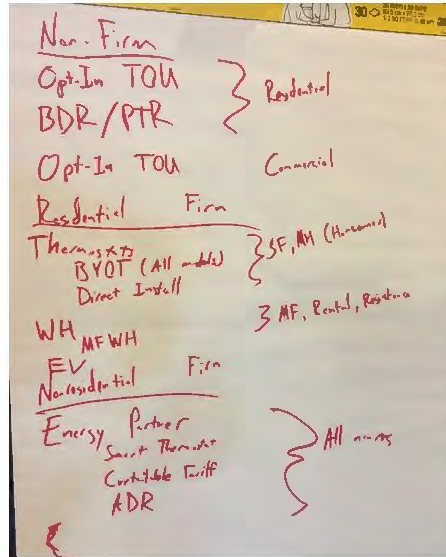 Non-Firm
Opt-In TOU
BDR/PTR
Residential
Opt-In TOU
Commercial
Residential Firm
Thermostats
BYOT (All models)
Direct Install
SF, MH (Homeowner)
MF, Rental, Resistance
WH
MFWH
EV
Nonresidential Firm
Energy Partner
Smart Thermostat
Curtailable Tariff
ADR
All
30